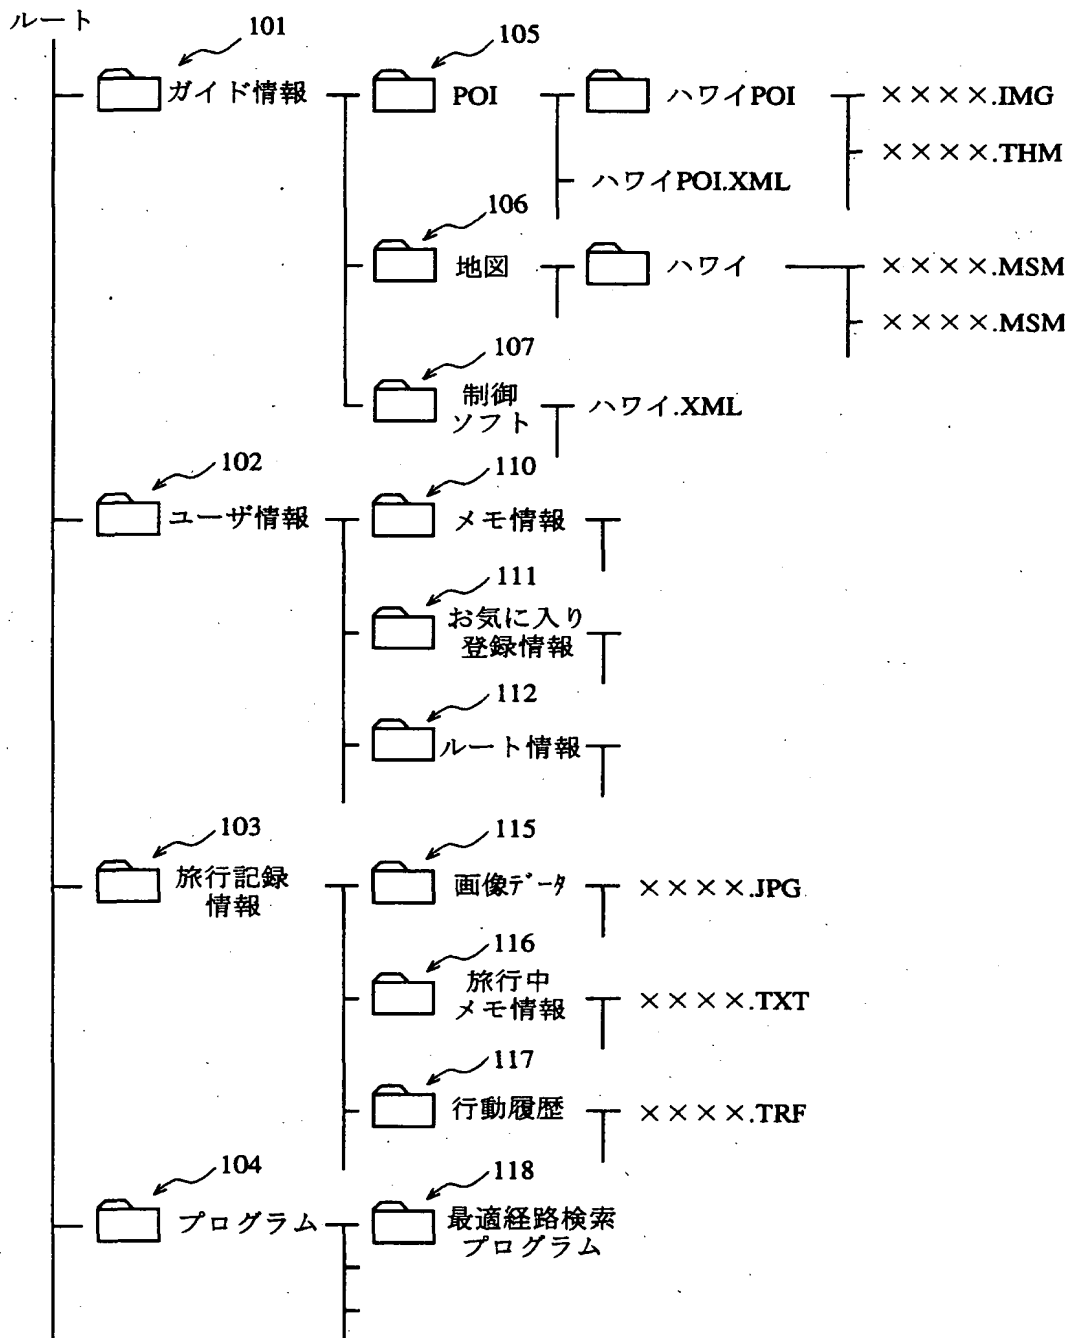 ルート
101
ガイド情報
105
POI
ハワイPOI
××××.IMG
××××.THM
ハワイPOI.XML
106
地図
ハワイ
××××.MSM
××××.MSM
107
制御
ソフト
ハワイ.XML
102
ユーザ情報
110
メモ情報
111
お気に入り
登録情報
112
ルート情報
103
旅行記録
情報
115
画像データ
××××.JPG
116
旅行中
メモ情報
××××.TXT
117
行動履歴
××××.TRF
104
プログラム
118
最適経路検索
プログラム